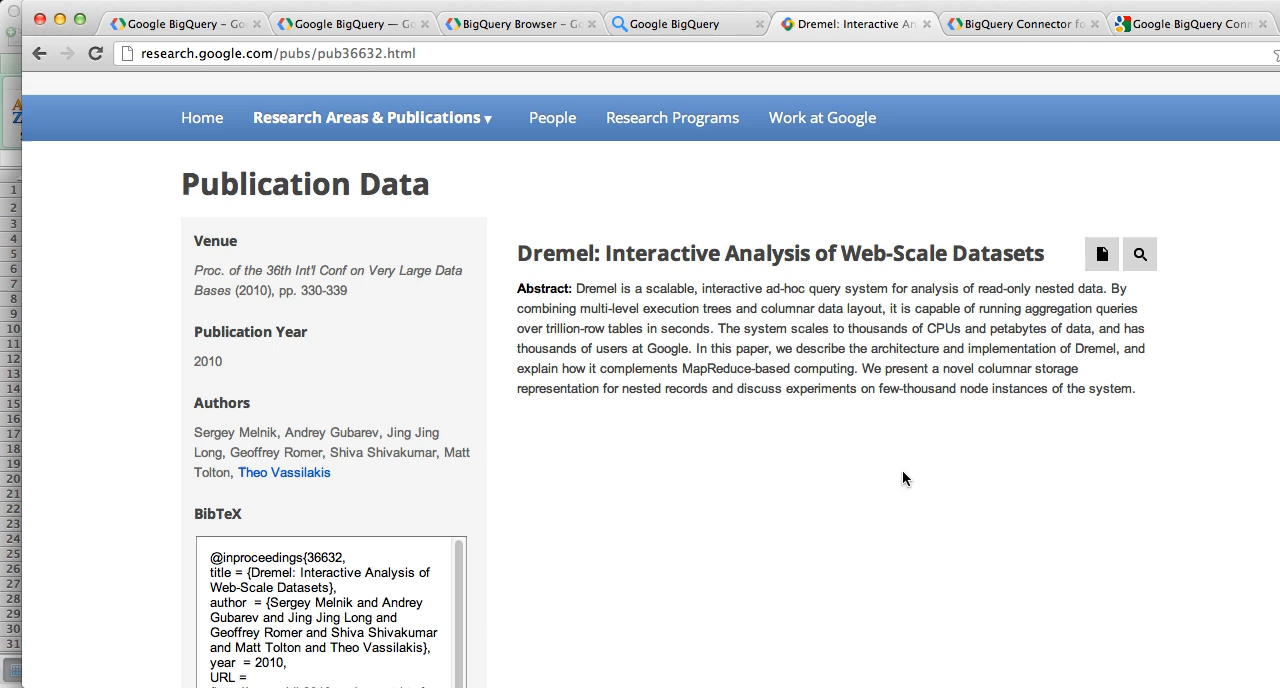 Google BigQuery – Go
Google BigQuery — Go
BigQuery Browser – Go
Google BigQuery
Dremel: Interactive An
BigQuery Connector fo
Google BigQuery Conn
research.google.com/pubs/pub36632.html
Home Research Areas & Publications ▾ People Research Programs Work at Google
Publication Data
Venue
Proc. of the 36th Int'l Conf on Very Large Data
Bases (2010), pp. 330-339
Publication Year
2010
Authors
Sergey Melnik, Andrey Gubarev, Jing Jing
Long, Geoffrey Romer, Shiva Shivakumar, Matt
Tolton, Theo Vassilakis
BibTeX
@inproceedings{36632,
title = {Dremel: Interactive Analysis of
Web-Scale Datasets},
author = {Sergey Melnik and Andrey
Gubarev and Jing Jing Long and
Geoffrey Romer and Shiva Shivakumar
and Matt Tolton and Theo Vassilakis},
year = 2010,
URL =
Dremel: Interactive Analysis of Web-Scale Datasets
Abstract: Dremel is a scalable, interactive ad-hoc query system for analysis of read-only nested data. By
combining multi-level execution trees and columnar data layout, it is capable of running aggregation queries
over trillion-row tables in seconds. The system scales to thousands of CPUs and petabytes of data, and has
thousands of users at Google. In this paper, we describe the architecture and implementation of Dremel, and
explain how it complements MapReduce-based computing. We present a novel columnar storage
representation for nested records and discuss experiments on few-thousand node instances of the system.
1
2
3
4
5
6
7
8
9
10
11
12
13
14
15
16
17
18
19
20
21
22
23
24
25
26
27
28
29
30
31